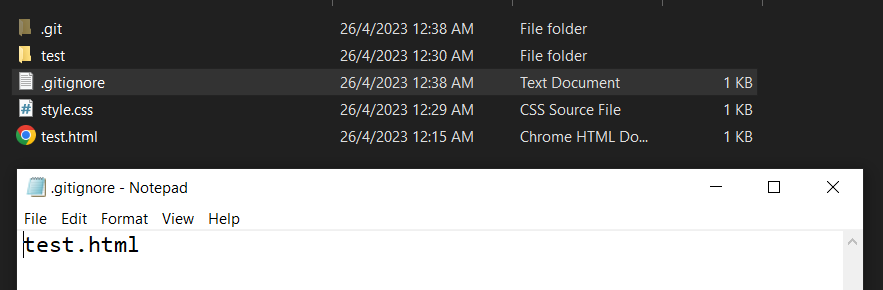 .git 26/4/2023 12:38 AM File folder
test 26/4/2023 12:30 AM File folder
.gitignore 26/4/2023 12:38 AM Text Document 1 KB
style.css 26/4/2023 12:29 AM CSS Source File 1 KB
test.html 26/4/2023 12:15 AM Chrome HTML Do... 1 KB
.gitignore - Notepad
File Edit Format View Help
test.html